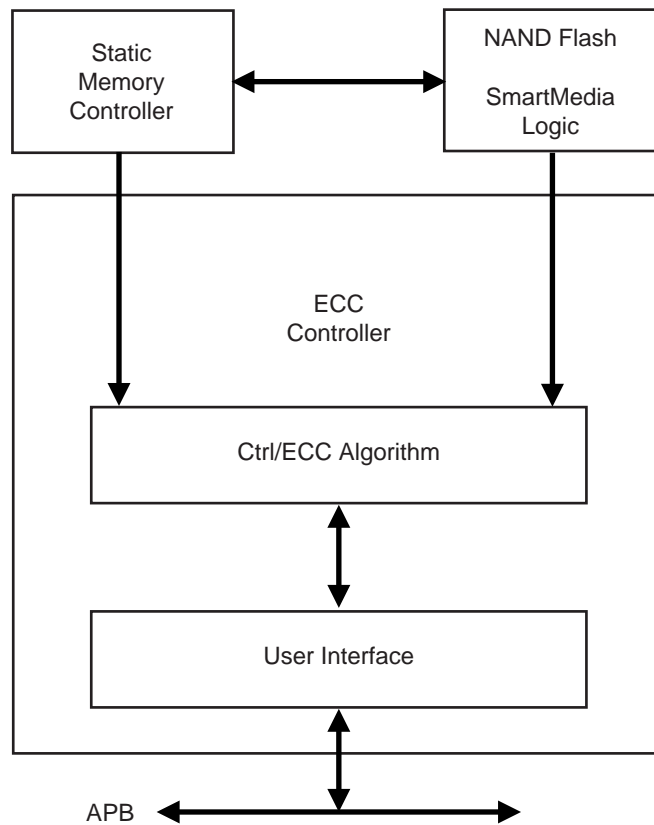 Static
Memory
Controller
NAND Flash
SmartMedia
Logic
ECC
Controller
Ctrl/ECC Algorithm
User Interface
APB